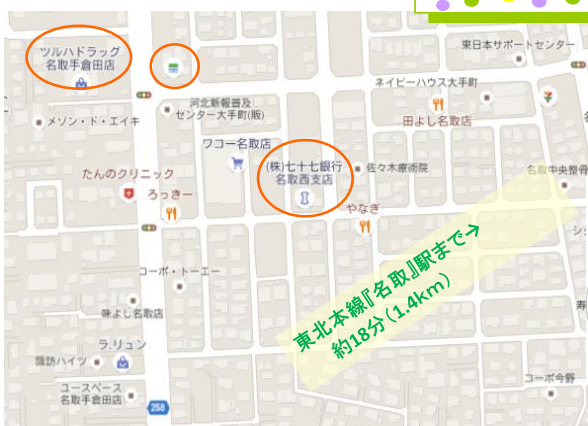 ツルハドラッグ
名取手倉田店
東日本サポートセンター
ネイビーハウス大手町
メゾン・ド・エイキ
河北新報普及
センター大手町(販)
田よし名取店
ワコー名取店
(株)七十七銀行
名取西支店
佐々木療術院
名取中央整骨
たんのクリニック
ろっきー
やなぎ
コーポ・トーエー
東北本線『名取』駅まで→
約18分(1.4km)
味よし名取店
寿
ラ.リュン
諏訪ハイツ
ユースペース
名取手倉田店
コーポ今野
258